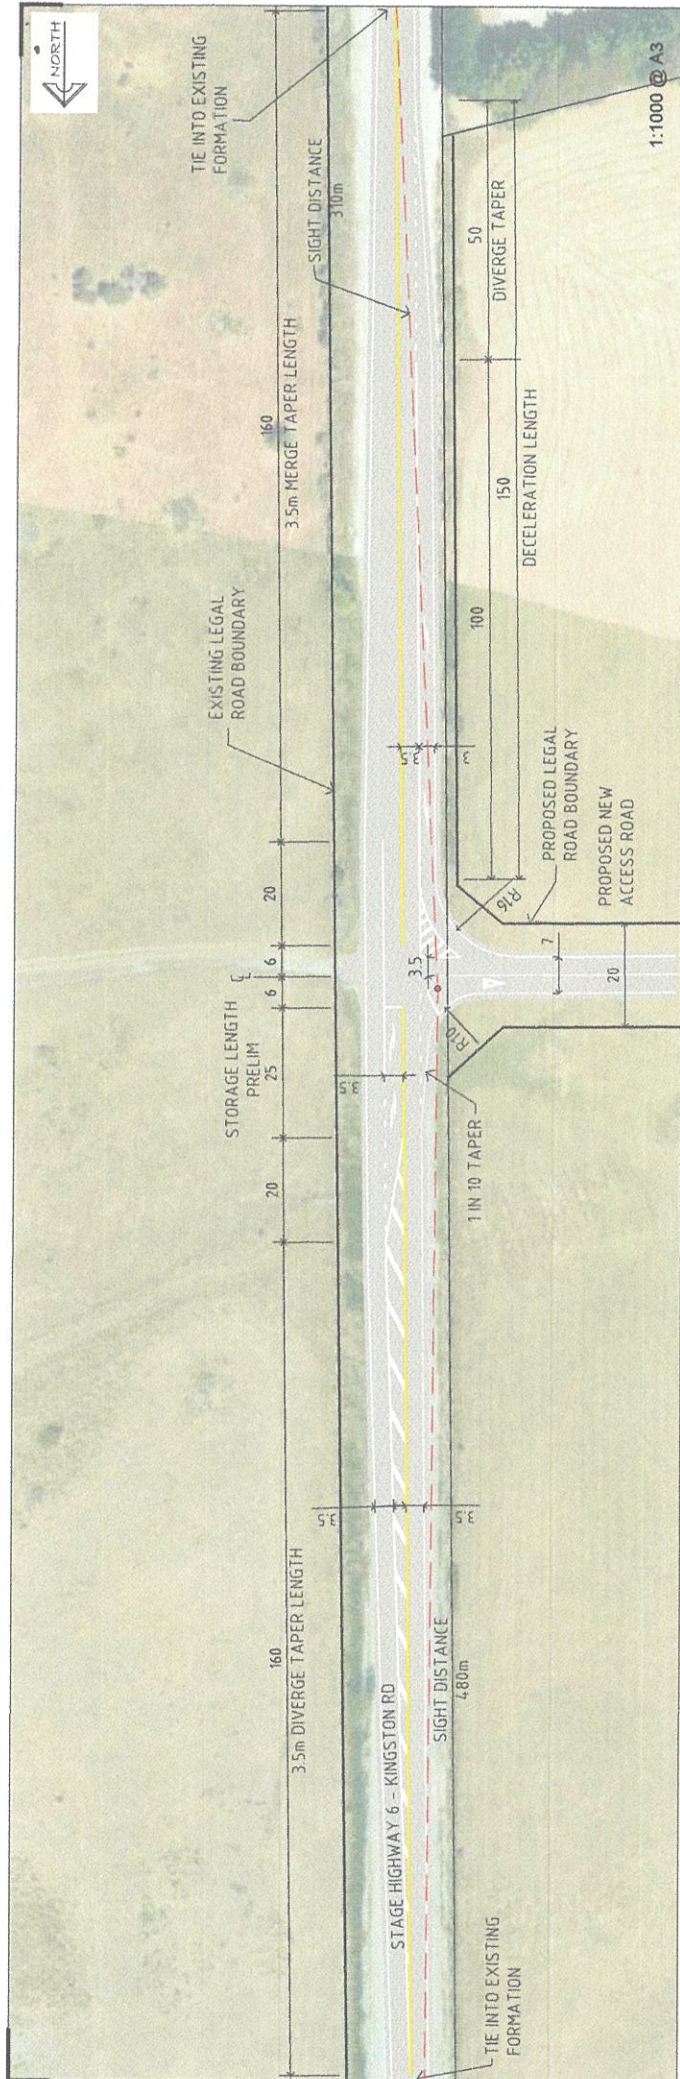 NORTH
TIE INTO EXISTING
FORMATION
160
3.5m MERGE TAPER LENGTH
SIGHT DISTANCE
310m
EXISTING LEGAL
ROAD BOUNDARY
20
6
6
C
L
STORAGE LENGTH
PRELIM
25
20
160
3.5m DIVERGE TAPER LENGTH
3.5
3.5
3
3.5
3.5
3.5
3.5
STAGE HIGHWAY 6 - KINGSTON RD
SIGHT DISTANCE
480m
TIE INTO EXISTING
FORMATION
1 IN 10 TAPER
R10
R16
7
20
PROPOSED LEGAL
ROAD BOUNDARY
PROPOSED NEW
ACCESS ROAD
100
150
DECELERATION LENGTH
50
DIVERGE TAPER
1:1000 @ A3